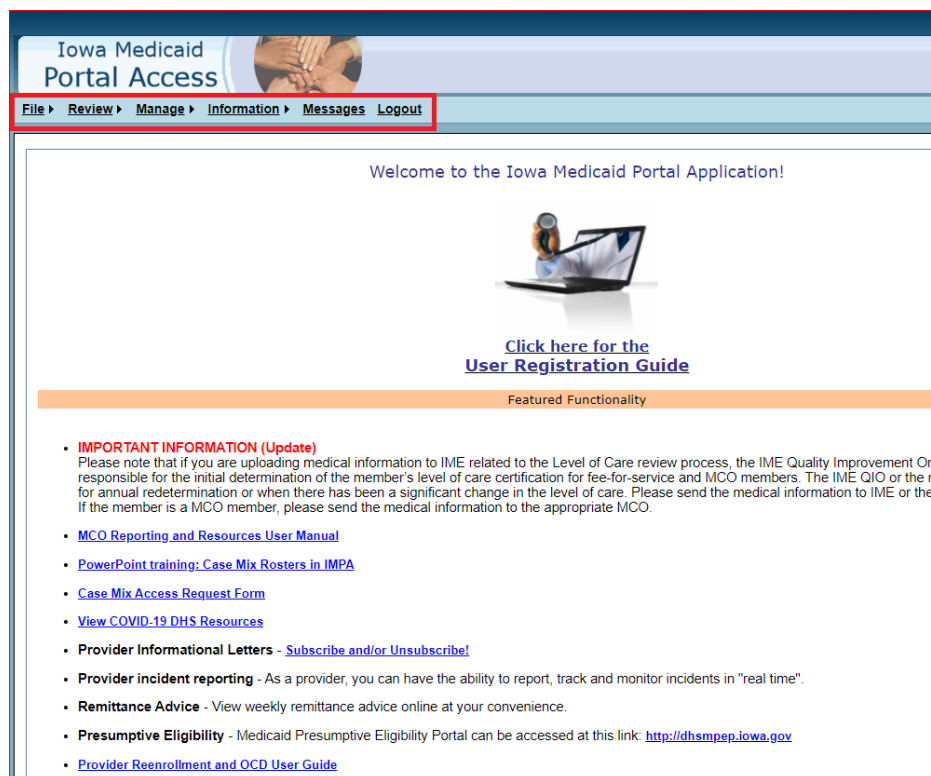 Iowa Medicaid
Portal Access
File Review Manage Information Messages Logout
Welcome to the Iowa Medicaid Portal Application!
Click here for the
User Registration Guide
Featured Functionality
IMPORTANT INFORMATION (Update)
Please note that if you are uploading medical information to IME related to the Level of Care review process, the IME Quality Improvement
responsible for the initial determination of the member's level of care certification for fee-for-service and MCO members. The IME QIO or the
for annual redetermination or when there has been a significant change in the level of care. Please send the medical information to IME or the
If the member is a MCO member, please send the medical information to the appropriate MCO.
MCO Reporting and Resources User Manual
PowerPoint training: Case Mix Rosters in IMPA
Case Mix Access Request Form
View COVID-19 DHS Resources
Provider Informational Letters - Subscribe and/or Unsubscribe!
Provider incident reporting - As a provider, you can have the ability to report, track and monitor incidents in "real time".
Remittance Advice - View weekly remittance advice online at your convenience.
Presumptive Eligibility - Medicaid Presumptive Eligibility Portal can be accessed at this link: http://dhsmpep.iowa.gov
Provider Reenrollment and OCD User Guide